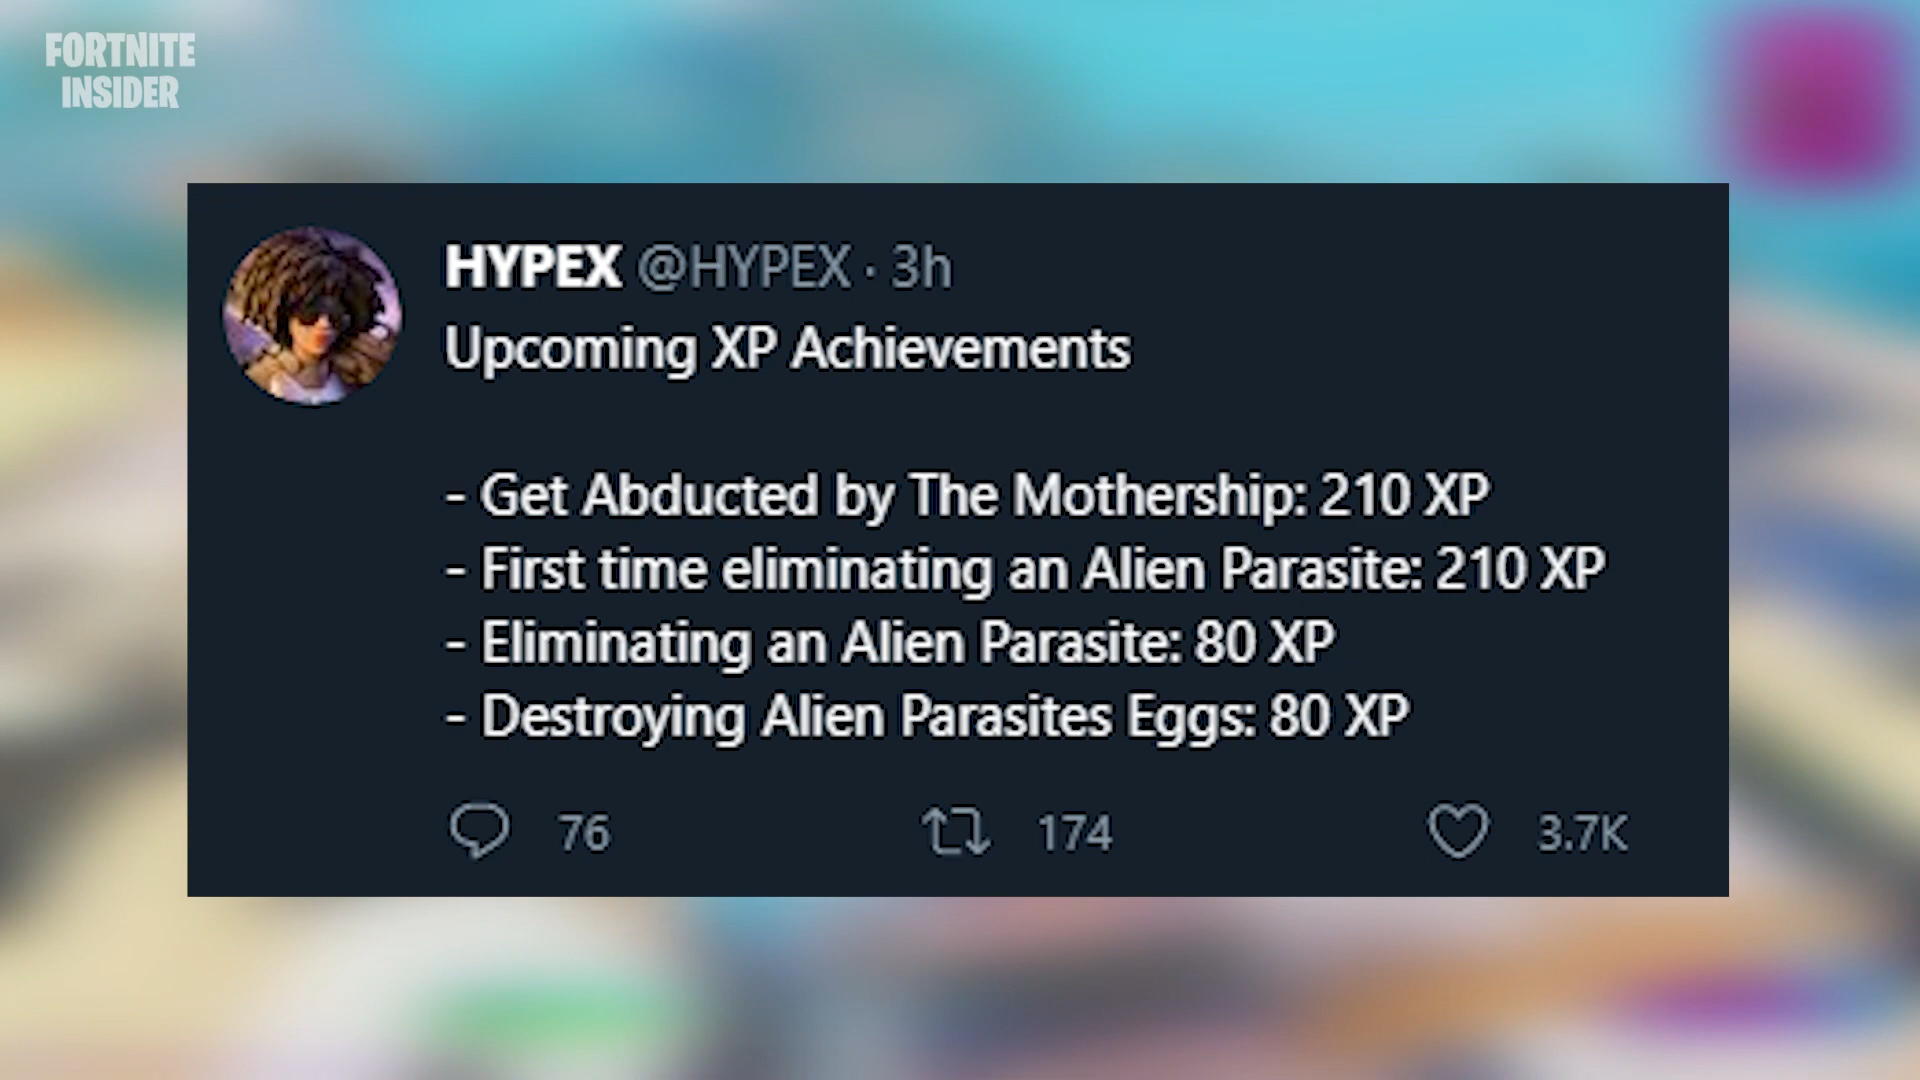 FORTNITE
INSIDER
HYPEX @HYPEX · 3h
Upcoming XP Achievements
- Get Abducted by The Mothership: 210 XP
- First time eliminating an Alien Parasite: 210 XP
- Eliminating an Alien Parasite: 80 XP
- Destroying Alien Parasites Eggs: 80 XP
76 174 3.7K